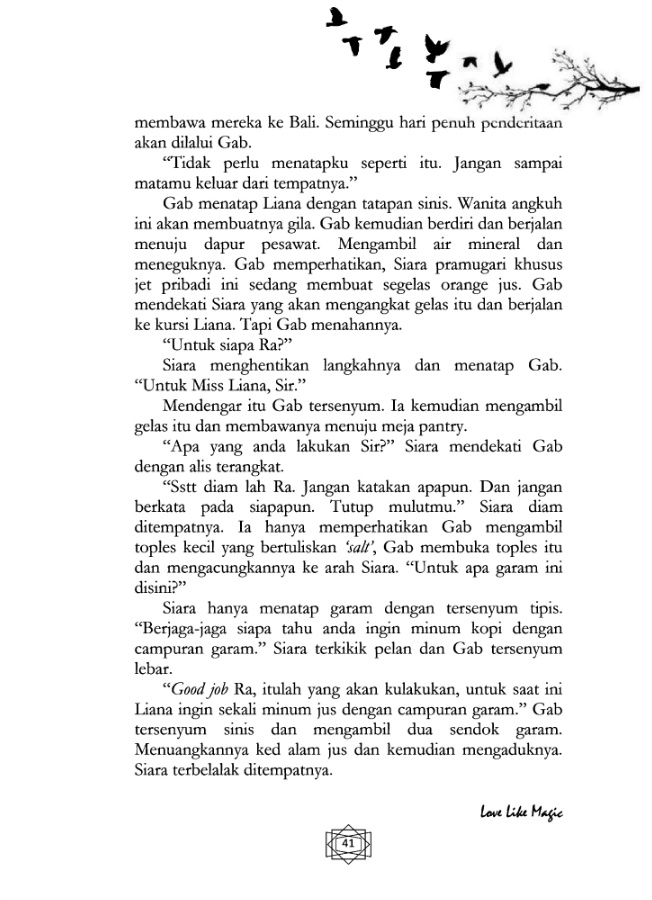 membawa mereka ke Bali. Seminggu hari penuh penderitaan
akan dilalui Gab.
“Tidak perlu menatapku seperti itu. Jangan sampai
matamu keluar dari tempatnya.”
Gab menatap Liana dengan tatapan sinis. Wanita angkuh
ini akan membuatnya gila. Gab kemudian berdiri dan berjalan
menuju dapur pesawat. Mengambil air mineral dan
meneguknya. Gab memperhatikan, Siara pramugari khusus
jet pribadi ini sedang membuat segelas orange jus. Gab
mendekati Siara yang akan mengangkat gelas itu dan berjalan
ke kursi Liana. Tapi Gab menahannya.
“Untuk siapa Ra?”
Siara menghentikan langkahnya dan menatap Gab.
“Untuk Miss Liana, Sir.”
Mendengar itu Gab tersenyum. Ia kemudian mengambil
gelas itu dan membawanya menuju meja pantry.
“Apa yang anda lakukan Sir?” Siara mendekati Gab
dengan alis terangkat.
“Sstt diam lah Ra. Jangan katakan apapun. Dan jangan
berkata pada siapapun. Tutup mulutmu.” Siara diam
ditempatnya. Ia hanya memperhatikan Gab mengambil
toples kecil yang bertuliskan ‘salt’, Gab membuka toples itu
dan mengacungkannya ke arah Siara. “Untuk apa garam ini
disini?”
Siara hanya menatap garam dengan tersenyum tipis.
“Berjaga-jaga siapa tahu anda ingin minum kopi dengan
campuran garam.” Siara terkikik pelan dan Gab tersenyum
lebar.
“Good job Ra, itulah yang akan kulakukan, untuk saat ini
Liana ingin sekali minum jus dengan campuran garam.” Gab
tersenyum sinis dan mengambil dua sendok garam.
Menuangkannya ked alam jus dan kemudian mengaduknya.
Siara terbelalak ditempatnya.
Love Like Magic
41